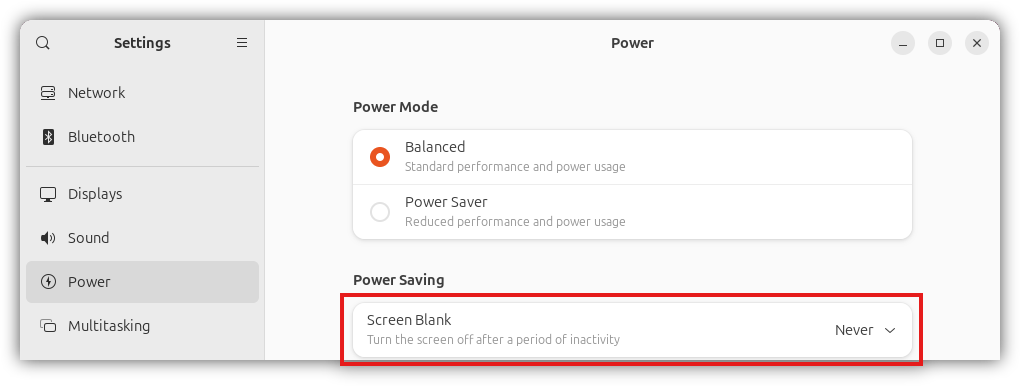 Settings
Network
Bluetooth
Displays
Sound
Power
Multitasking
Power
Power Mode
Balanced
Standard performance and power usage
Power Saver
Reduced performance and power usage
Power Saving
Screen Blank
Turn the screen off after a period of inactivity
Never